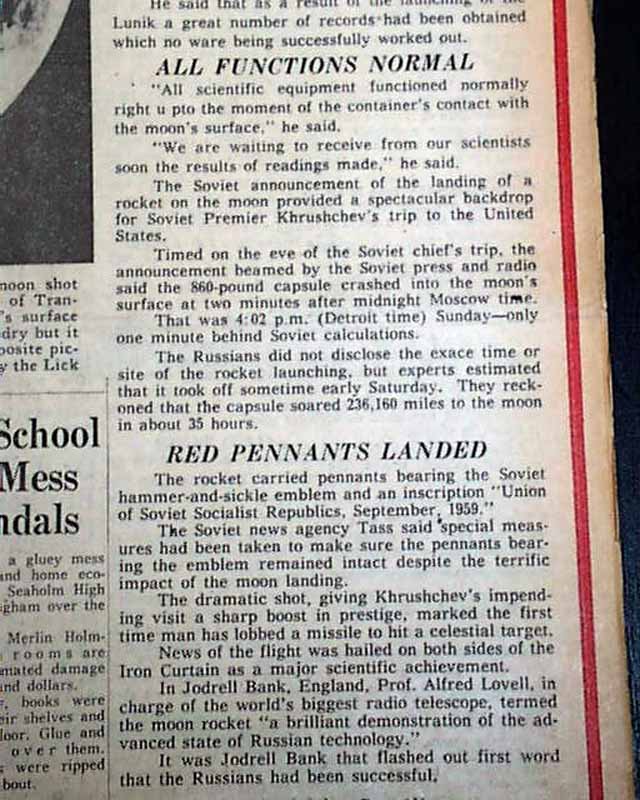 He said that as a result of the launching of the
Lunik a great number of records had been obtained
which no ware being successfully worked out.
ALL FUNCTIONS NORMAL
"All scientific equipment functioned normally
right u pto the moment of the container's contact with
the moon's surface," he said.
"We are waiting to receive from our scientists
soon the results of readings made," he said.
The Soviet announcement of the landing of a
rocket on the moon provided a spectacular backdrop
for Soviet Premier Khrushchev's trip to the United
States.
Timed on the eve of the Soviet chief's trip, the
announcement beamed by the Soviet press and radio
said the 860-pound capsule crashed into the moon's
surface at two minutes after midnight Moscow time.
That was 4:02 p.m. (Detroit time) Sunday—only
one minute behind Soviet calculations.
The Russians did not disclose the exace time or
site of the rocket launching, but experts estimated
that it took off sometime early Saturday. They reck-
oned that the capsule soared 236,160 miles to the moon
in about 35 hours.
RED PENNANTS LANDED
The rocket carried pennants bearing the Soviet
hammer-and-sickle emblem and an inscription "Union
of Soviet Socialist Republics, September, 1959."
The Soviet news agency Tass said special meas-
ures had been taken to make sure the pennants bear-
ing the emblem remained intact despite the terrific
impact of the moon landing.
The dramatic shot, giving Khrushchev's impend-
ing visit a sharp boost in prestige, marked the first
time man has lobbed a missile to hit a celestial target.
News of the flight was hailed on both sides of the
Iron Curtain as a major scientific achievement.
In Jodrell Bank, England, Prof. Alfred Lovell, in
charge of the world's biggest radio telescope, termed
the moon rocket "a brilliant demonstration of the ad-
vanced state of Russian technology."
It was Jodrell Bank that flashed out first word
that the Russians had been successful.
moon shot
of Tran-
's surface
dry but it
posite pic-
y the Lick
School
Mess
ndals
a gluey mess
and home eco-
Seaholm High
gham over the
Merlin Holm-
rooms are
mated damage
and dollars.
books were
eir shelves and
loor. Glue and
over them.
were ripped
bout.